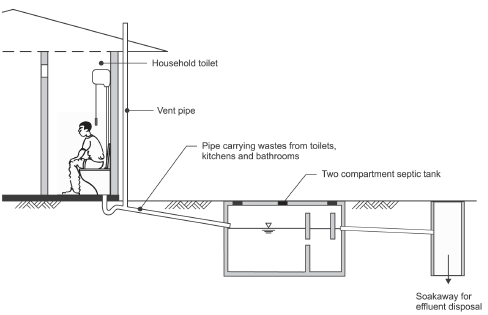 Household toilet
Vent pipe
Pipe carrying wastes from toilets,
kitchens and bathrooms
Two compartment septic tank
Soakaway for
effluent disposal